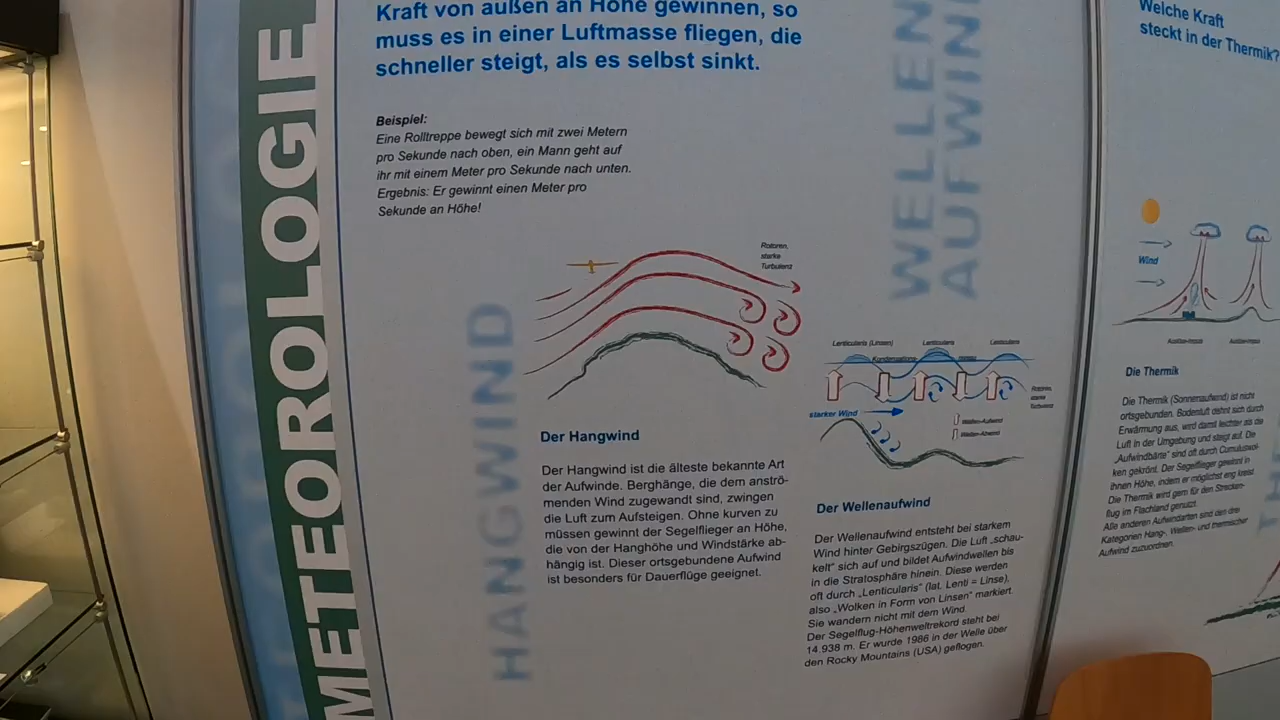 METEOROLOGIE
Kraft von außen an Höhe gewinnen, so
muss es in einer Luftmasse fliegen, die
schneller steigt, als es selbst sinkt.
Beispiel:
Eine Rolltreppe bewegt sich mit zwei Metern
pro Sekunde nach oben, ein Mann geht auf
ihr mit einem Meter pro Sekunde nach unten.
Ergebnis: Er gewinnt einen Meter pro
Sekunde an Höhe!
HANGWIND
Rotoren,
starke
Turbulenz
Der Hangwind
Der Hangwind ist die älteste bekannte Art
der Aufwinde. Berghänge, die dem anströ-
menden Wind zugewandt sind, zwingen
die Luft zum Aufsteigen. Ohne kurven zu
müssen gewinnt der Segelflieger an Höhe,
die von der Hanghöhe und Windstärke ab-
hängig ist. Dieser ortsgebundene Aufwind
ist besonders für Dauerflüge geeignet.
WELLEN
AUFWIN
Lenticularis (Linsen)
Lenticularis
Lenticularis
Rotoren,
starke
Turbulenz
starker Wind
Wellen-Aufwind
Wellen-Abwind
Der Wellenaufwind
Der Wellenaufwind entsteht bei starkem
Wind hinter Gebirgszügen. Die Luft „schau-
kelt" sich auf und bildet Aufwindwellen bis
in die Stratosphäre hinein. Diese werden
oft durch „Lenticularis" (lat. Lenti = Linse),
also „Wolken in Form von Linsen" markiert.
Sie wandern nicht mit dem Wind.
Der Segelflug-Höhenweltrekord steht bei
14.938 m. Er wurde 1986 in der Welle über
den Rocky Mountains (USA) geflogen.
Welche Kraft
steckt in der Thermik?
Wind
Die Thermik
Die Thermik (Sonnenaufwind) ist nicht
ortsgebunden. Bodenluft dehnt sich durch
Erwärmung aus, wird damit leichter als die
Luft in der Umgebung und steigt auf. Die
„Aufwindbärte" sind oft durch Cumuluswol-
ken gekrönt. Der Segelflieger gewinnt in
ihnen Höhe, indem er möglichst eng kreist.
Die Thermik wird gern für den Strecken-
flug im Flachland genutzt.
Alle anderen Aufwindarten sind den drei
Kategorien Hang-, Wellen- und thermischer
Aufwind zuzuordnen.